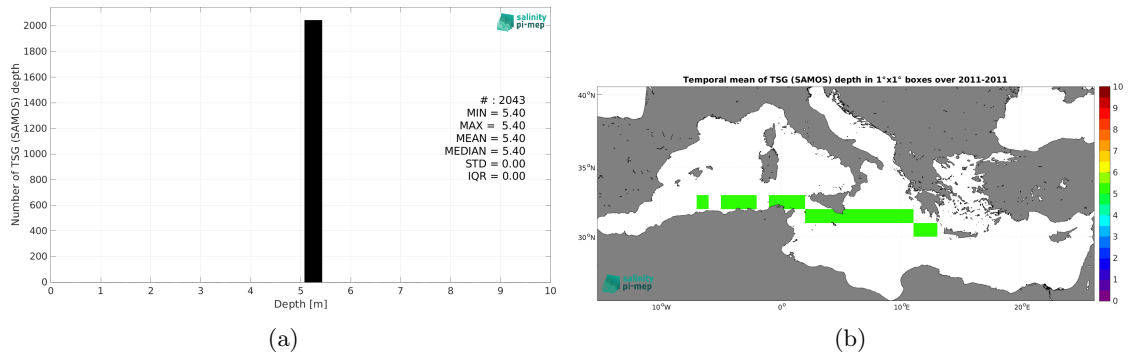 2000
1800
1600
1400
1200
1000
800
600
400
200
0
Number of TSG (SAMOS) depth
salinity
pi-mep
# : 2043
MIN = 5.40
MAX = 5.40
MEAN = 5.40
MEDIAN = 5.40
STD = 0.00
IQR = 0.00
0 1 2 3 4 5 6 7 8 9 10
Depth [m]
(a)
Temporal mean of TSG (SAMOS) depth in 1°x1° boxes over 2011-2011
40°N
35°N
30°N
salinity
pi-mep
10°W 0° 10°E 20°E
10
9
8
7
6
5
4
3
2
1
0
(b)